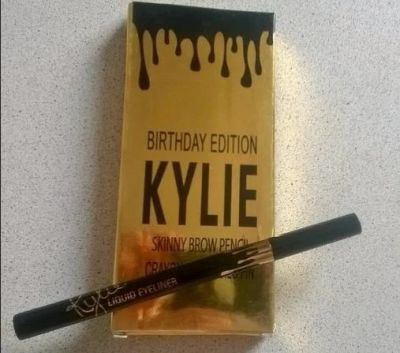 BIRTHDAY EDITION
KYLIE
SKINNY BROW PENCIL
Kylie
LIQUID EYELINER